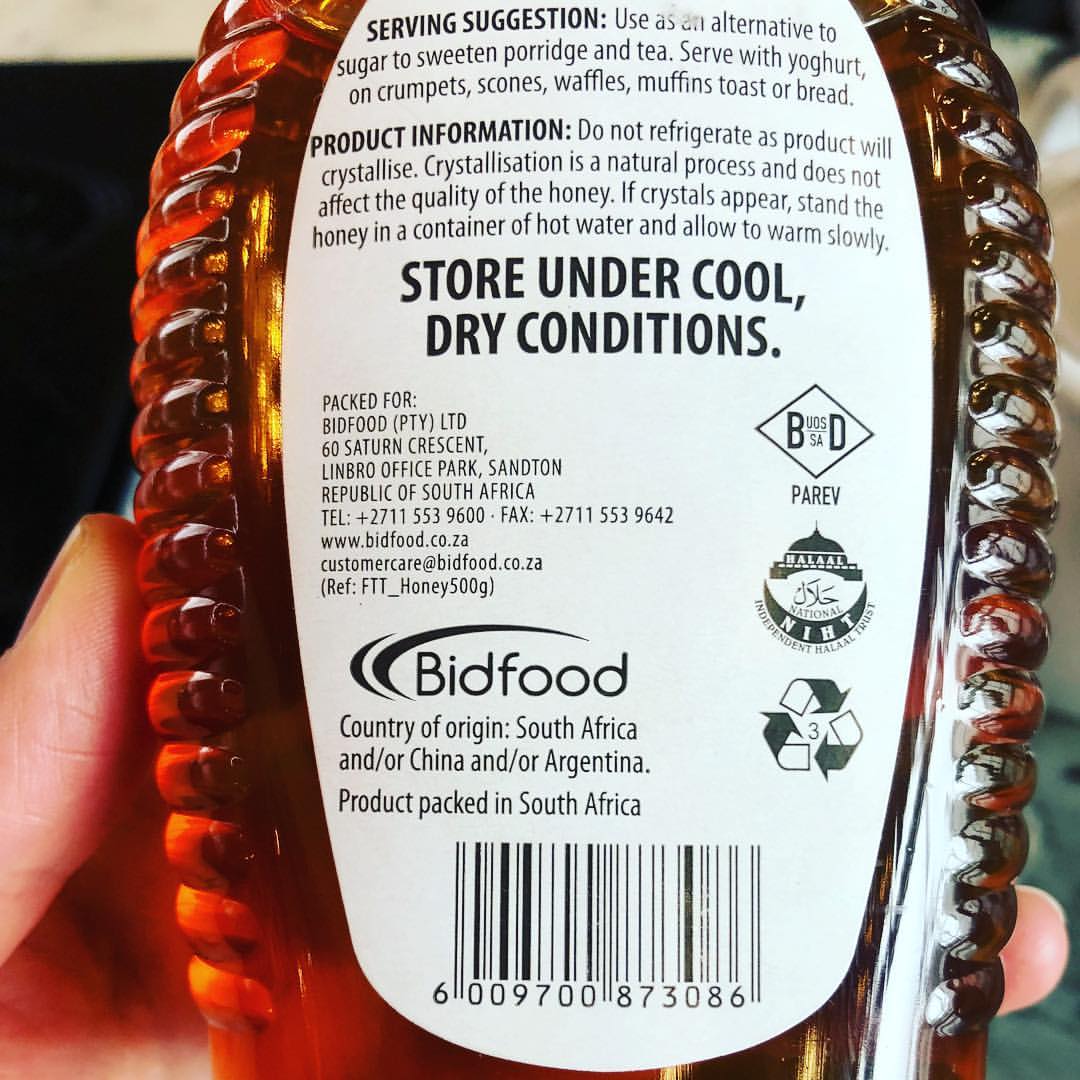 SERVING SUGGESTION: Use as an alternative to
sugar to sweeten porridge and tea. Serve with yoghurt,
on crumpets, scones, waffles, muffins toast or bread.
PRODUCT INFORMATION: Do not refrigerate as product will
crystallise. Crystallisation is a natural process and does not
affect the quality of the honey. If crystals appear, stand the
honey in a container of hot water and allow to warm slowly.
STORE UNDER COOL,
DRY CONDITIONS.
PACKED FOR:
BIDFOOD (PTY) LTD
60 SATURN CRESCENT,
LINBRO OFFICE PARK, SANDTON
REPUBLIC OF SOUTH AFRICA
TEL: +2711 553 9600 · FAX: +2711 553 9642
www.bidfood.co.za
customercare@bidfood.co.za
(Ref: FTT_Honey500g)
B UOS SA D
PAREV
HALAAL
حلال
NATIONAL
NIHT
INDEPENDENT HALAAL TRUST
3
Bidfood
Country of origin: South Africa
and/or China and/or Argentina.
Product packed in South Africa
6 009700 873086